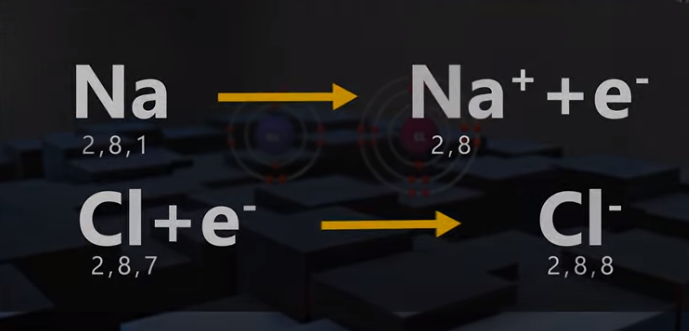 Na → Na⁺ + e⁻
2,8,1 2,8
Cl+e⁻ → Cl⁻
2,8,7 2,8,8